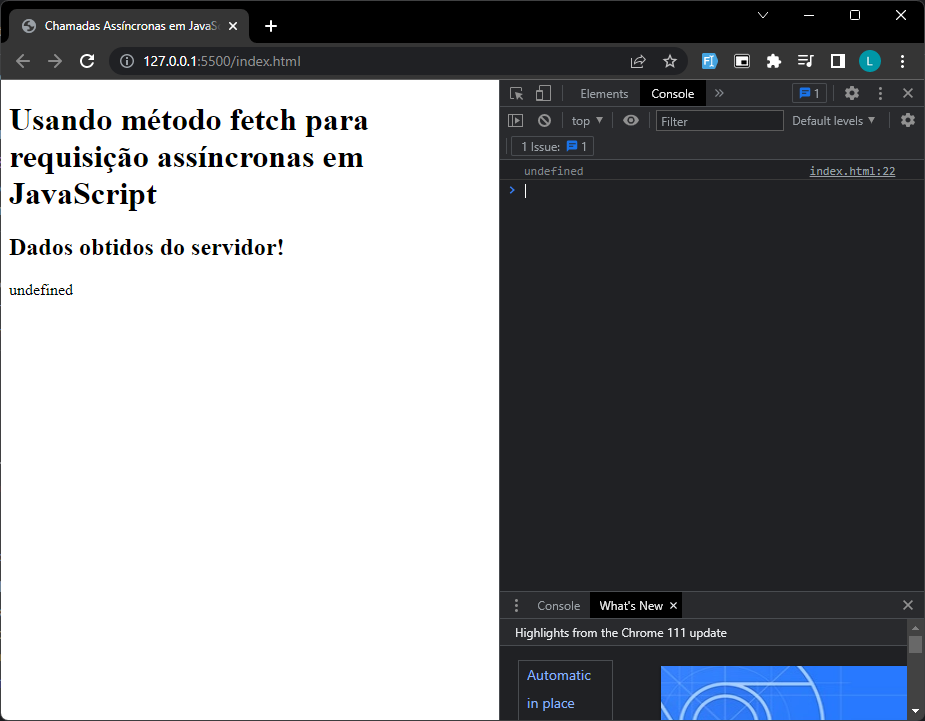 Chamadas Assíncronas em JavaS
127.0.0.1:5500/index.html
L
Usando método fetch para
requisição assíncronas em
JavaScript
Dados obtidos do servidor!
undefined
Elements
Console
1
top
Filter
Default levels
1 Issue:
1
undefined
index.html:22
Console
What's New
Highlights from the Chrome 111 update
Automatic
in place